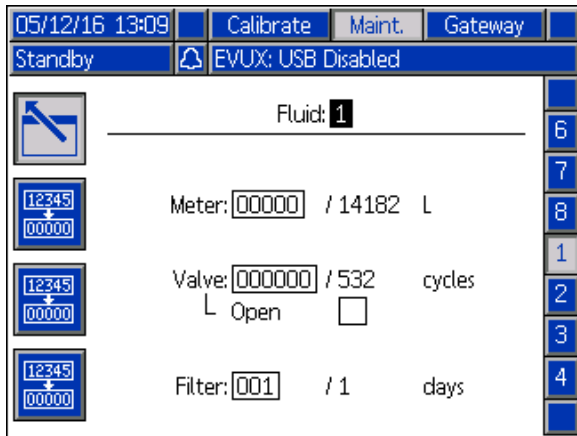 05/12/16 13:09 Calibrate Maint. Gateway
Standby EVUX: USB Disabled
Fluid: 1
6
7
12345
00000
Meter: 00000 / 14182 L
8
1
12345
00000
Valve: 000000 / 532 cycles
2
Open
3
12345
00000
Filter: 001 / 1 days
4